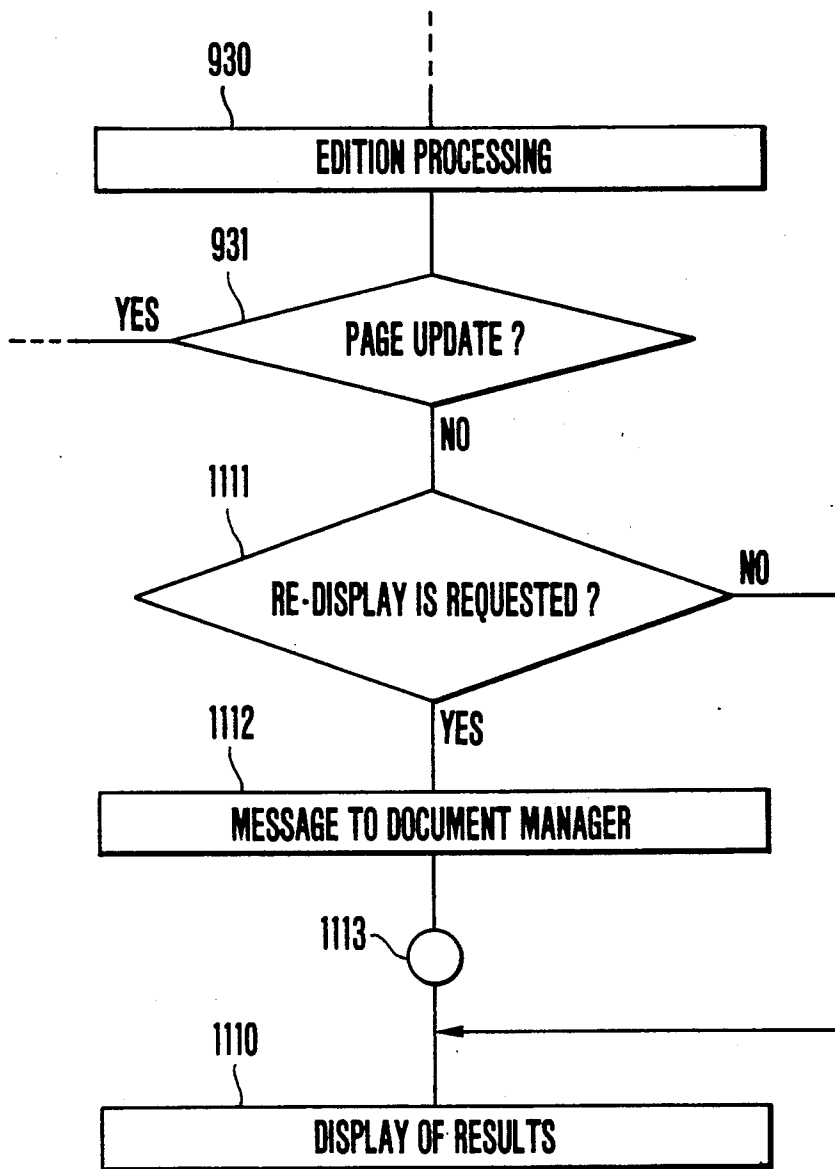 930
EDITION PROCESSING
931
YES
PAGE UPDATE ?
NO
1111
RE-DISPLAY IS REQUESTED ?
NO
YES
1112
MESSAGE TO DOCUMENT MANAGER
1113
1110
DISPLAY OF RESULTS